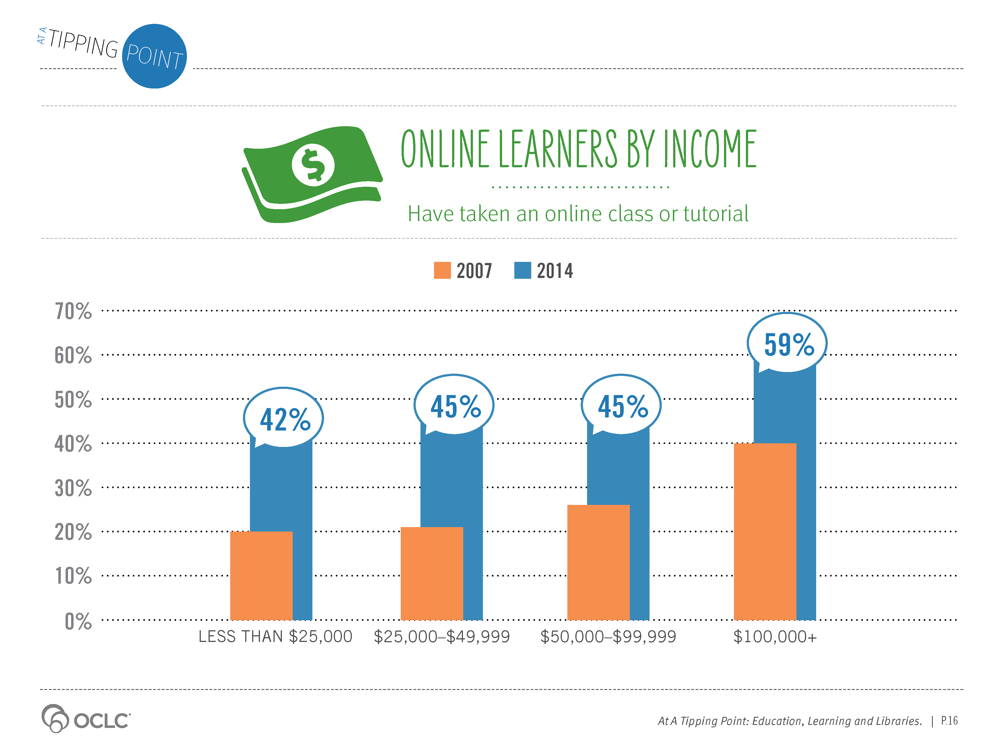 AT A TIPPING POINT
$
ONLINE LEARNERS BY INCOME
Have taken an online class or tutorial
2007 2014
70%
59%
60%
50%
42% 45% 45%
40%
30%
20%
10%
0%
LESS THAN $25,000 $25,000–$49,999 $50,000–$99,999 $100,000+
OCLC
At A Tipping Point: Education, Learning and Libraries. | P.16